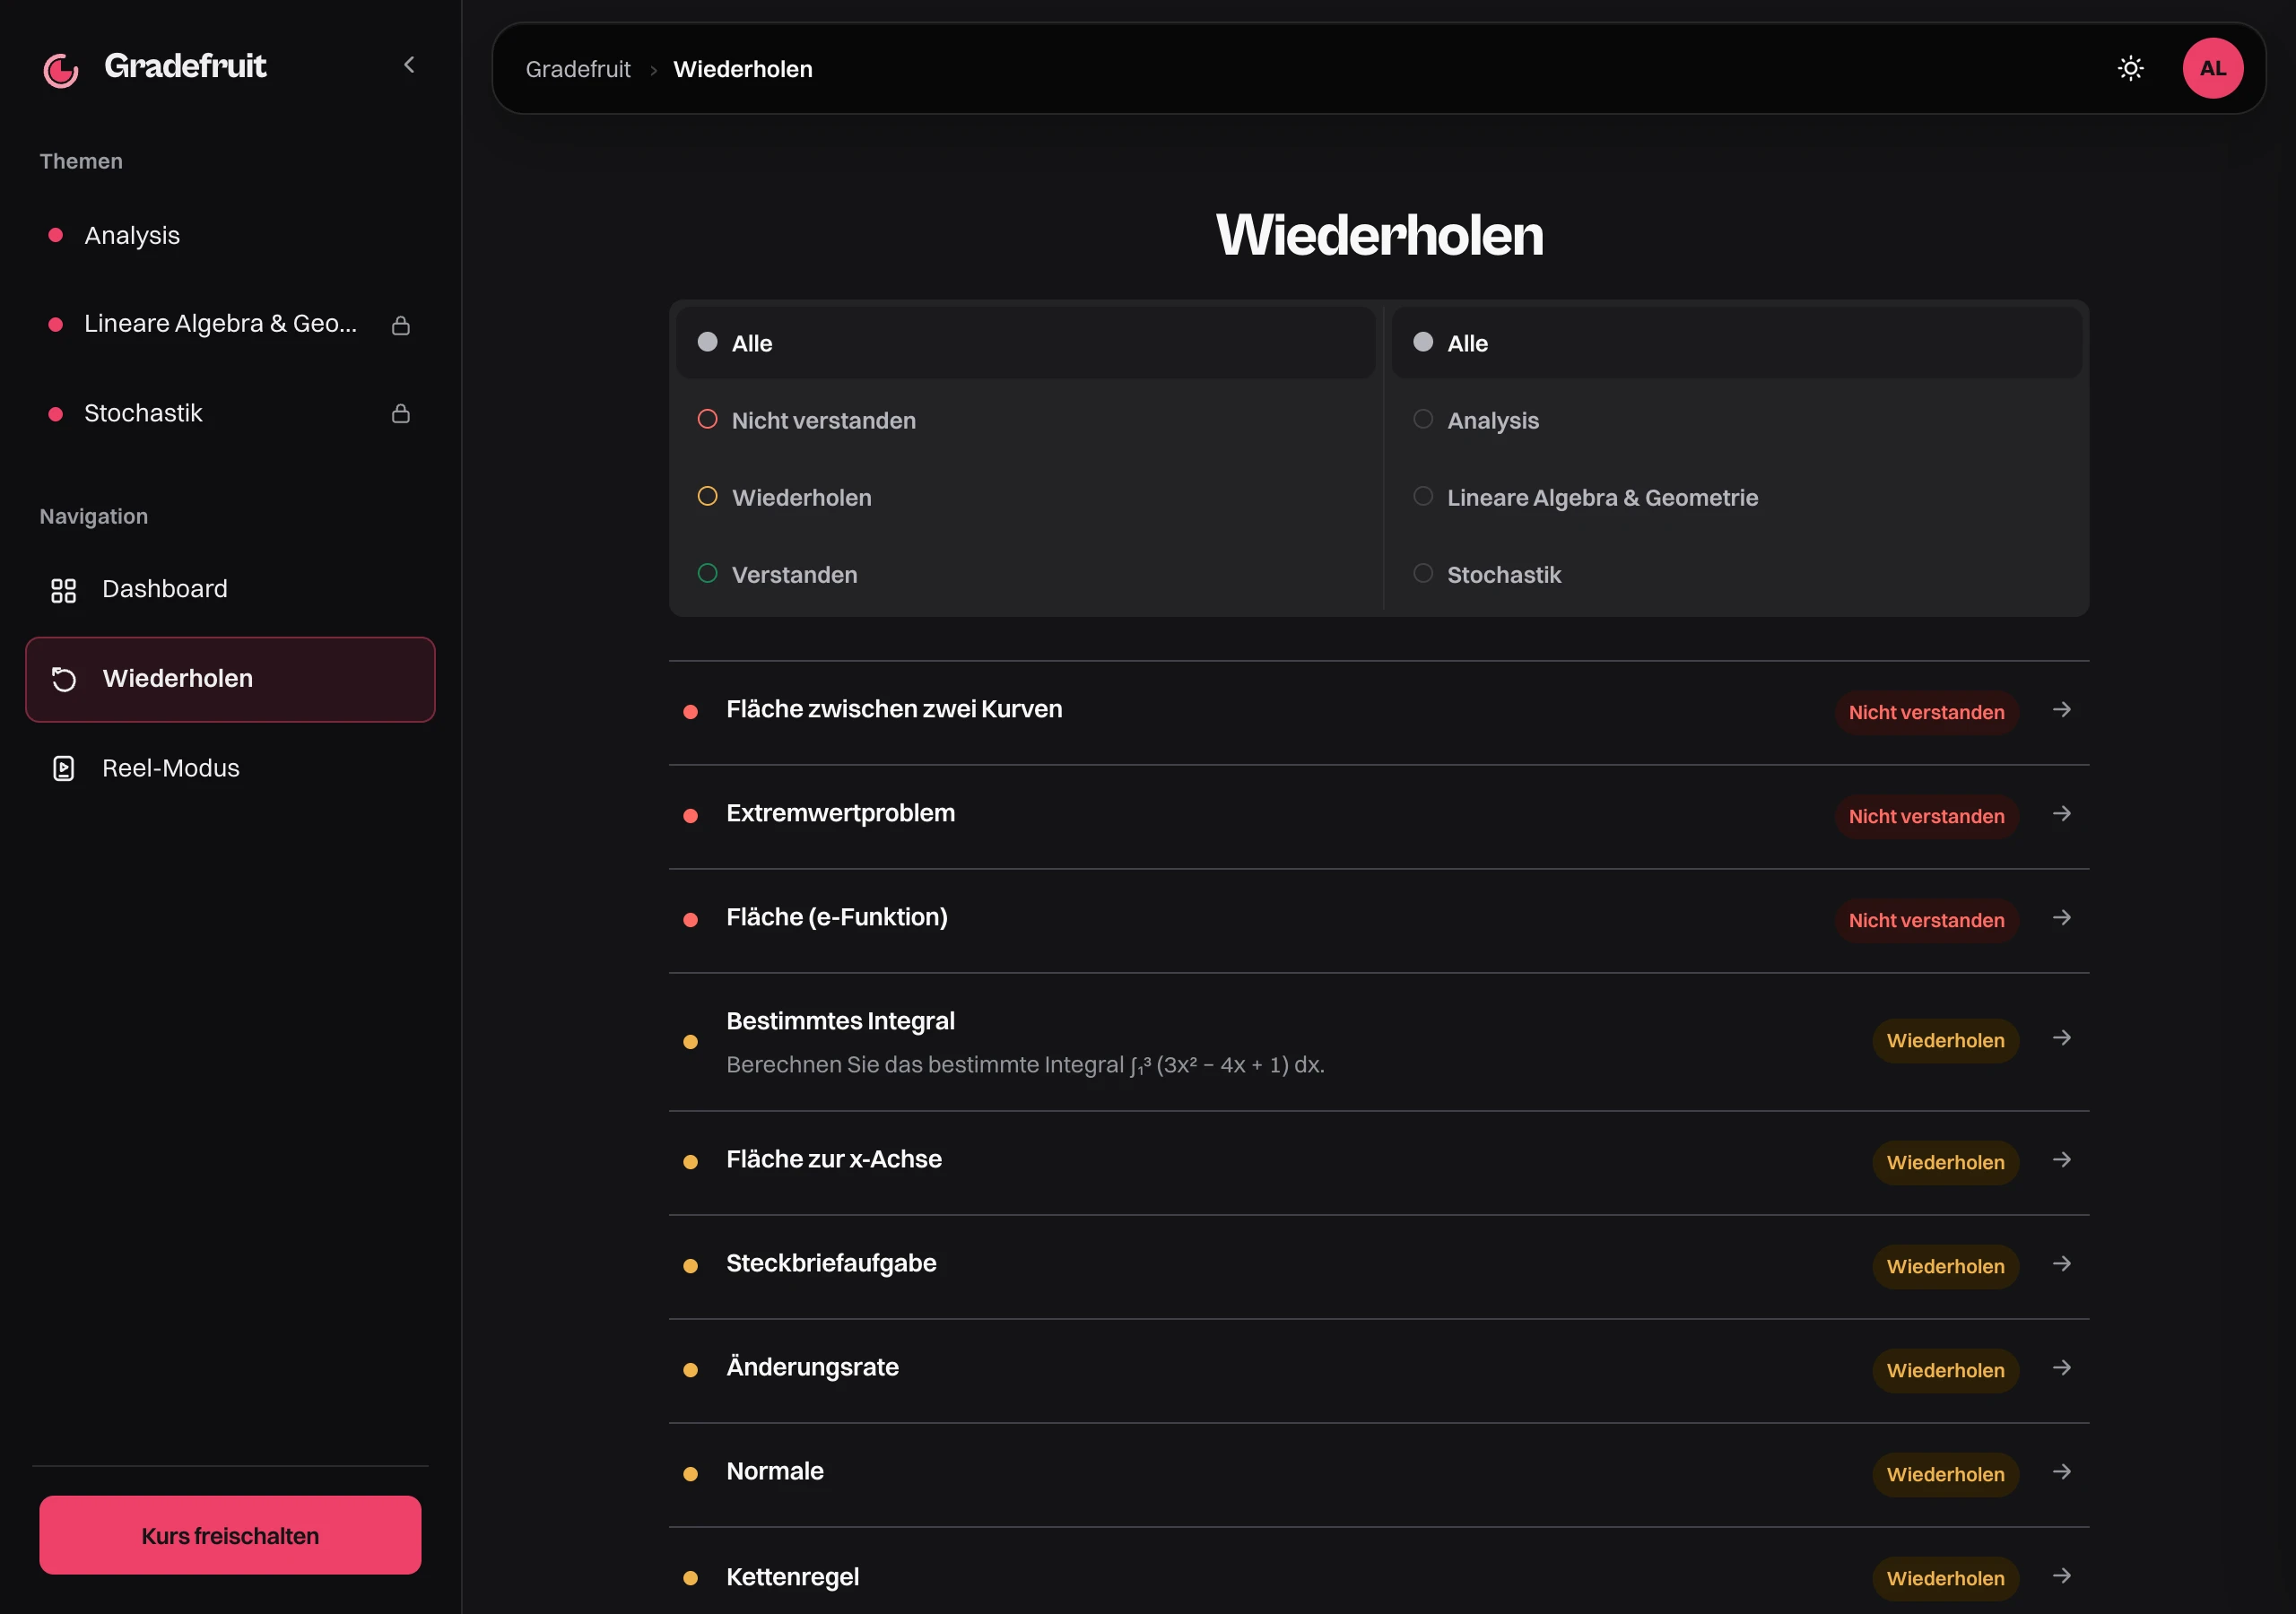 Gradefruit
Themen
Analysis
Lineare Algebra & Geo...
Stochastik
Navigation
Dashboard
Wiederholen
Reel-Modus
Kurs freischalten
Gradefruit › Wiederholen
AL
Wiederholen
Alle
Nicht verstanden
Wiederholen
Verstanden
Alle
Analysis
Lineare Algebra & Geometrie
Stochastik
Fläche zwischen zwei Kurven Nicht verstanden
Extremwertproblem Nicht verstanden
Fläche (e-Funktion) Nicht verstanden
Bestimmtes Integral Wiederholen
Berechnen Sie das bestimmte Integral ∫₁³ (3x² − 4x + 1) dx.
Fläche zur x-Achse Wiederholen
Steckbriefaufgabe Wiederholen
Änderungsrate Wiederholen
Normale Wiederholen
Kettenregel Wiederholen